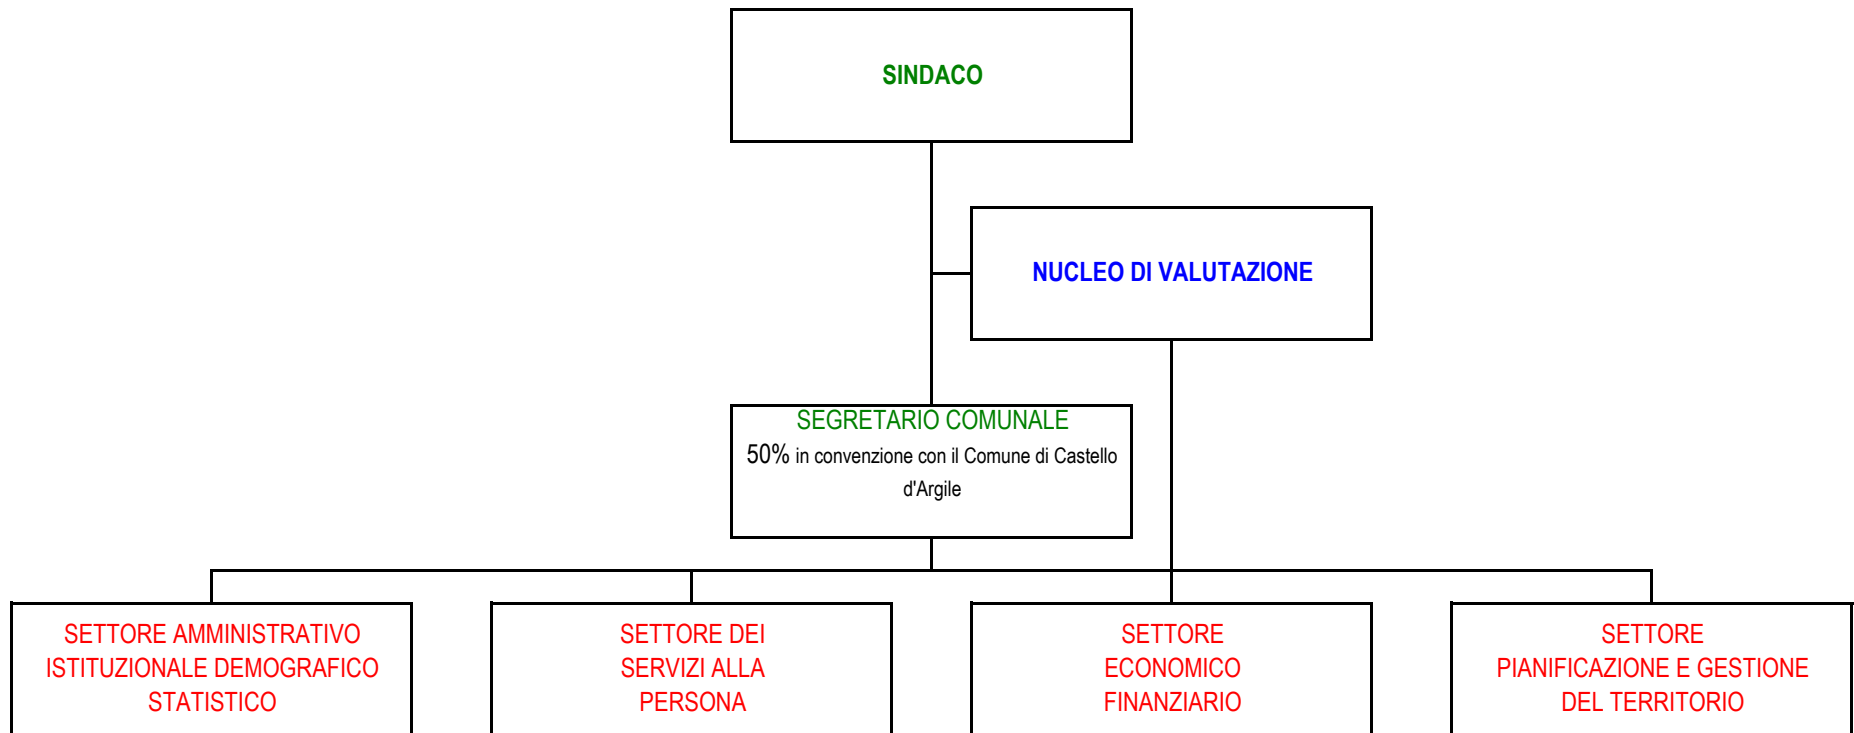 SINDACO
NUCLEO DI VALUTAZIONE
SEGRETARIO COMUNALE
50% in convenzione con il Comune di Castello
d'Argile
SETTORE AMMINISTRATIVO
ISTITUZIONALE DEMOGRAFICO
STATISTICO
SETTORE DEI
SERVIZI ALLA
PERSONA
SETTORE
ECONOMICO
FINANZIARIO
SETTORE
PIANIFICAZIONE E GESTIONE
DEL TERRITORIO